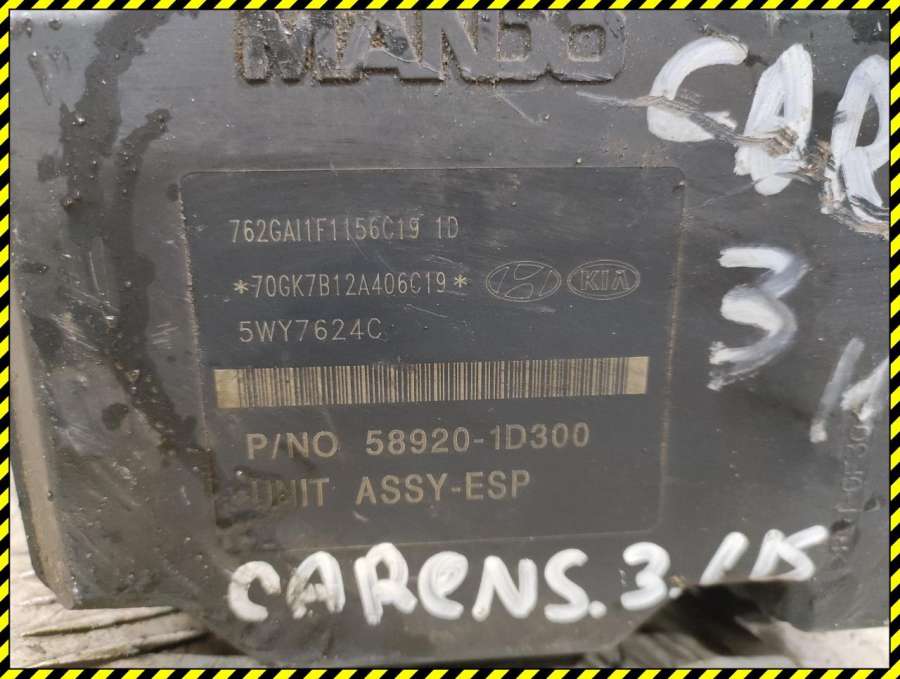 MANDO
CAR
3
762GAI1F1156C19 1D
*70GK7B12A406C19* KIA
5WY7624C
P/NO 58920-1D300
UNIT ASSY-ESP
CARENS.3.